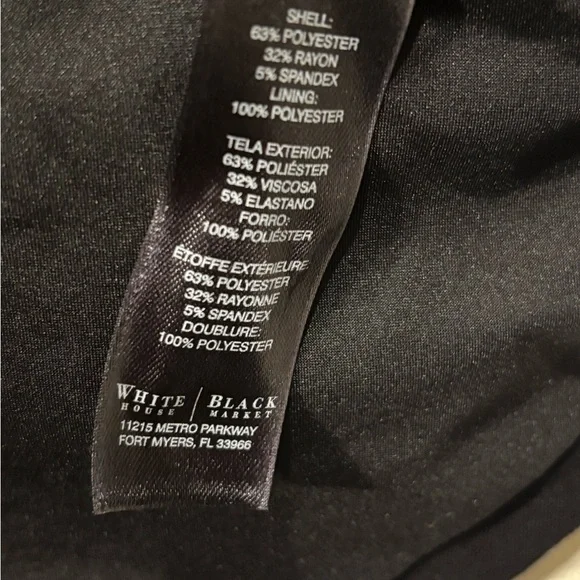 SHELL:
63% POLYESTER
32% RAYON
5% SPANDEX
LINING:
100% POLYESTER
TELA EXTERIOR:
63% POLIÉSTER
32% VISCOSA
5% ELASTANO
FORRO:
100% POLIÉSTER
ÉTOFFE EXTÉRIEURE:
63% POLYESTER
32% RAYONNE
5% SPANDEX
DOUBLURE:
100% POLYESTER
WHITE | BLACK
HOUSE | MARKET
11215 METRO PARKWAY
FORT MYERS, FL 33966